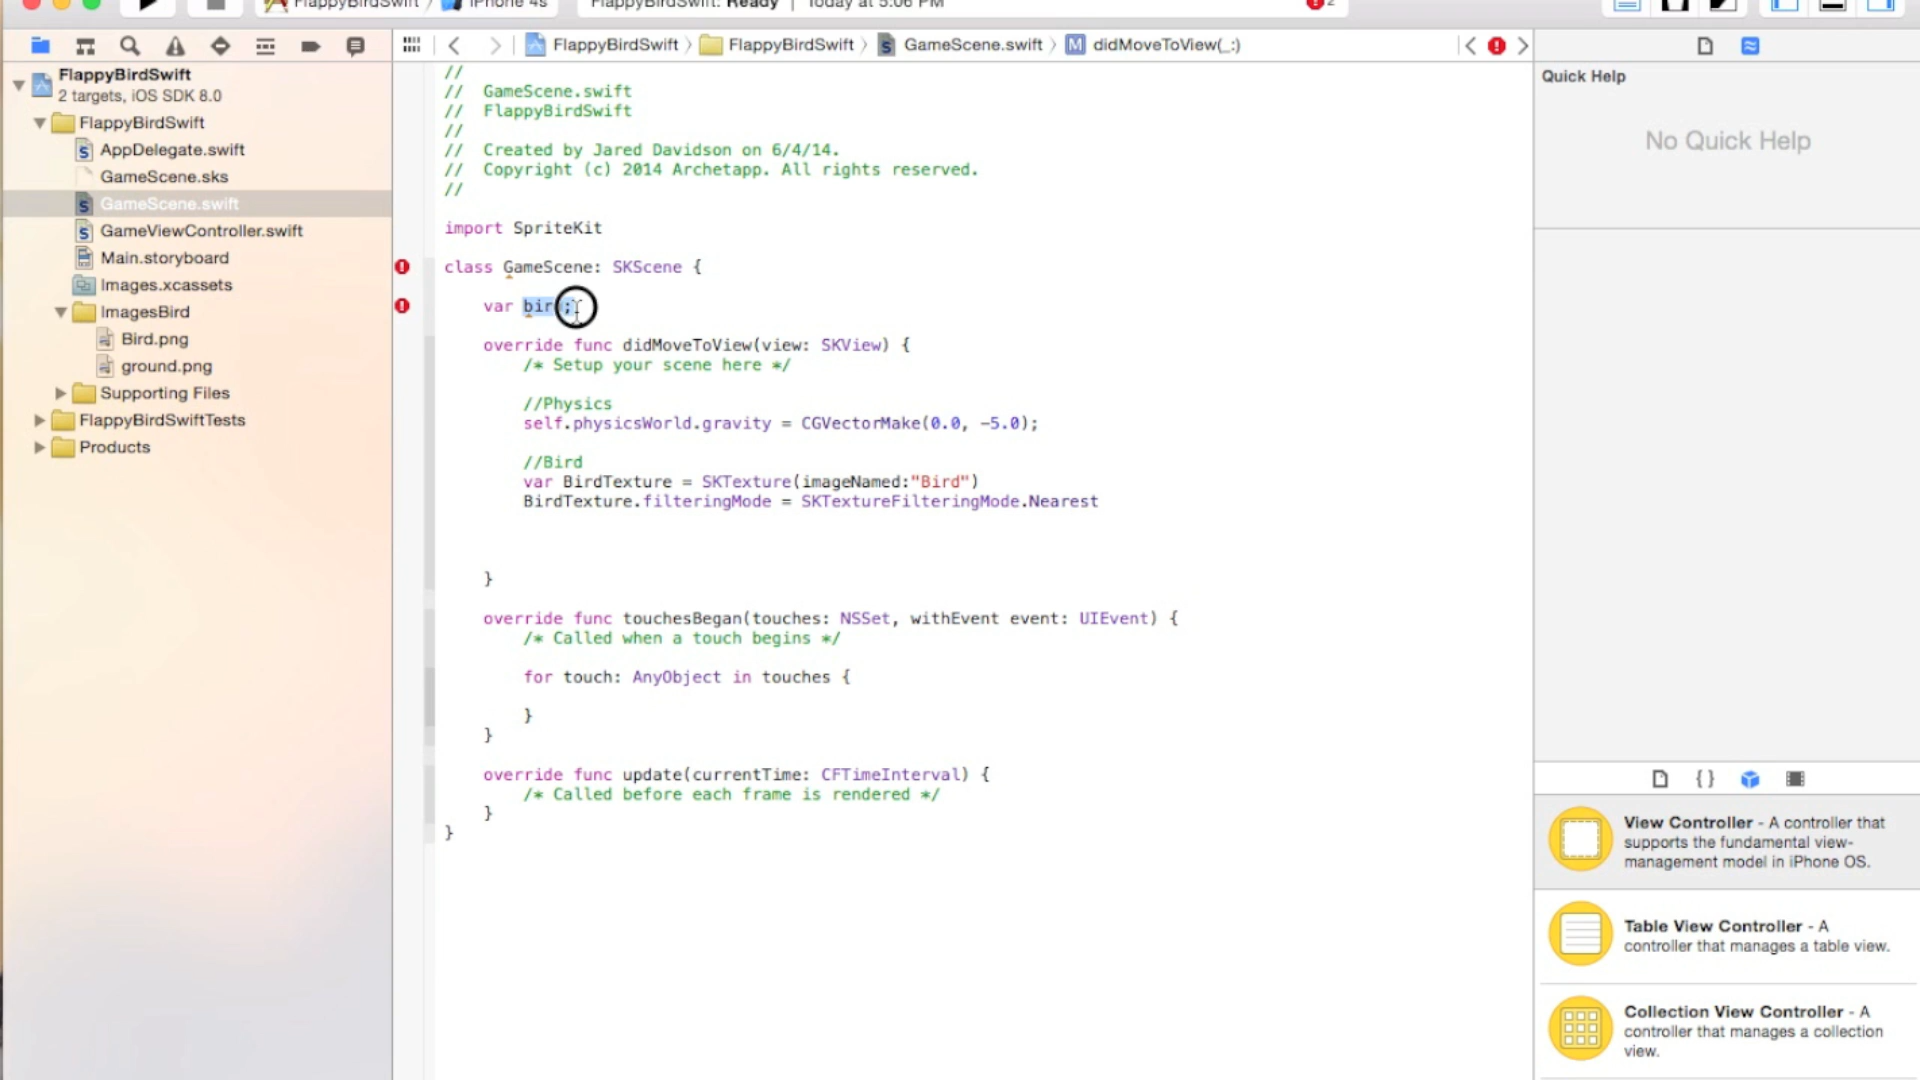 FlappyBirdSwift
iPhone 4s
FlappyBirdSwift: Ready | Today at 5:06 PM
2
FlappyBirdSwift
FlappyBirdSwift
GameScene.swift
M didMoveToView(_:)
FlappyBirdSwift
2 targets, iOS SDK 8.0
FlappyBirdSwift
AppDelegate.swift
GameScene.sks
GameScene.swift
GameViewController.swift
Main.storyboard
Images.xcassets
ImagesBird
Bird.png
ground.png
Supporting Files
FlappyBirdSwiftTests
Products
//
//  GameScene.swift
//  FlappyBirdSwift
//
//  Created by Jared Davidson on 6/4/14.
//  Copyright (c) 2014 Archetapp. All rights reserved.
//
import SpriteKit
class GameScene: SKScene {
var bir;
override func didMoveToView(view: SKView) {
/* Setup your scene here */
//Physics
self.physicsWorld.gravity = CGVectorMake(0.0, -5.0);
//Bird
var BirdTexture = SKTexture(imageNamed:"Bird")
BirdTexture.filteringMode = SKTextureFilteringMode.Nearest
}
override func touchesBegan(touches: NSSet, withEvent event: UIEvent) {
/* Called when a touch begins */
for touch: AnyObject in touches {
}
}
override func update(currentTime: CFTimeInterval) {
/* Called before each frame is rendered */
}
}
Quick Help
No Quick Help
{ }
View Controller - A controller that
supports the fundamental view-
management model in iPhone OS.
Table View Controller - A
controller that manages a table view.
Collection View Controller - A
controller that manages a collection
view.